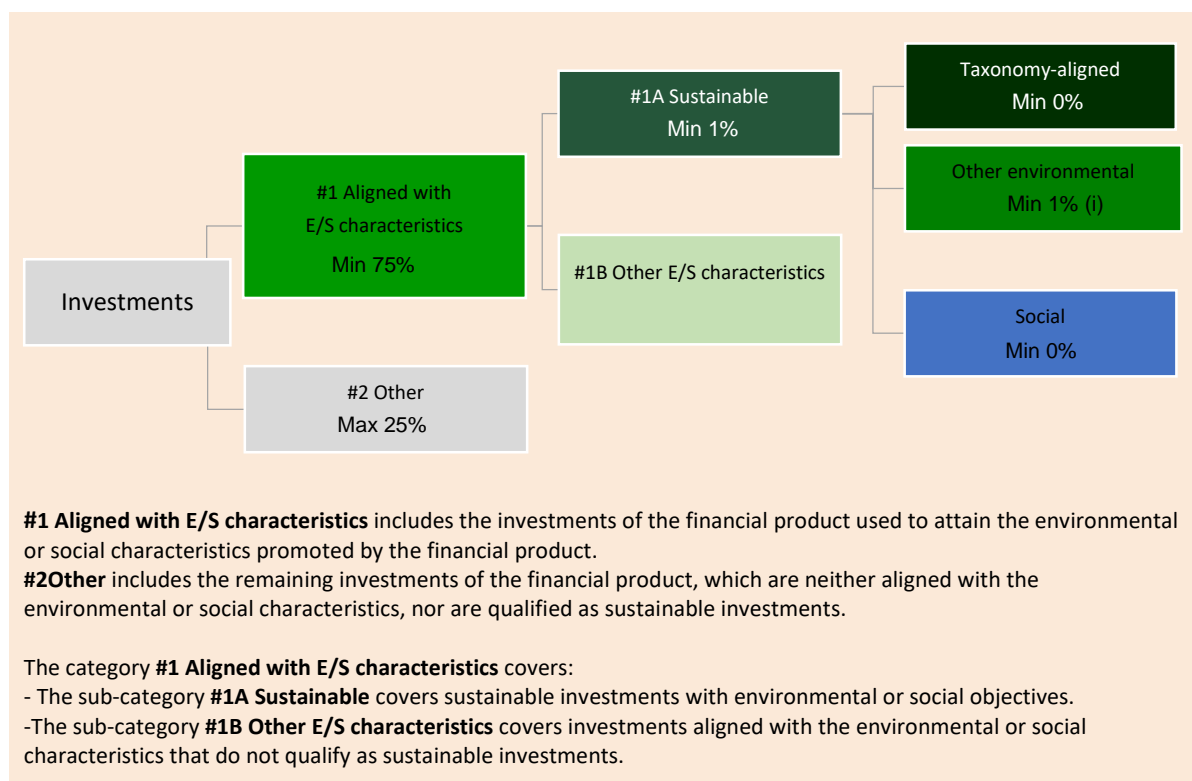 Investments
#1 Aligned with
E/S characteristics
Min 75%
#2 Other
Max 25%
#1A Sustainable
Min 1%
#1B Other E/S characteristics
Taxonomy-aligned
Min 0%
Other environmental
Min 1% (i)
Social
Min 0%
#1 Aligned with E/S characteristics includes the investments of the financial product used to attain the environmental
or social characteristics promoted by the financial product.
#2Other includes the remaining investments of the financial product, which are neither aligned with the
environmental or social characteristics, nor are qualified as sustainable investments.
The category #1 Aligned with E/S characteristics covers:
- The sub-category #1A Sustainable covers sustainable investments with environmental or social objectives.
-The sub-category #1B Other E/S characteristics covers investments aligned with the environmental or social
characteristics that do not qualify as sustainable investments.